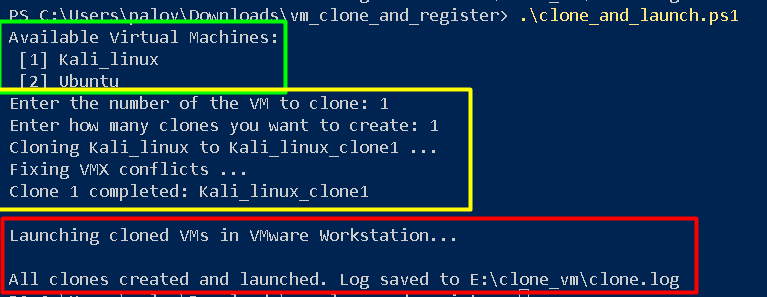 PS C:\Users\palov\Downloads\vm_clone_and_register> .\clone_and_launch.ps1
Available Virtual Machines:
[1] Kali_linux
[2] Ubuntu
Enter the number of the VM to clone: 1
Enter how many clones you want to create: 1
Cloning Kali_linux to Kali_linux_clone1 ...
Fixing VMX conflicts ...
Clone 1 completed: Kali_linux_clone1
Launching cloned VMs in VMware Workstation...
All clones created and launched. Log saved to E:\clone_vm\clone.log